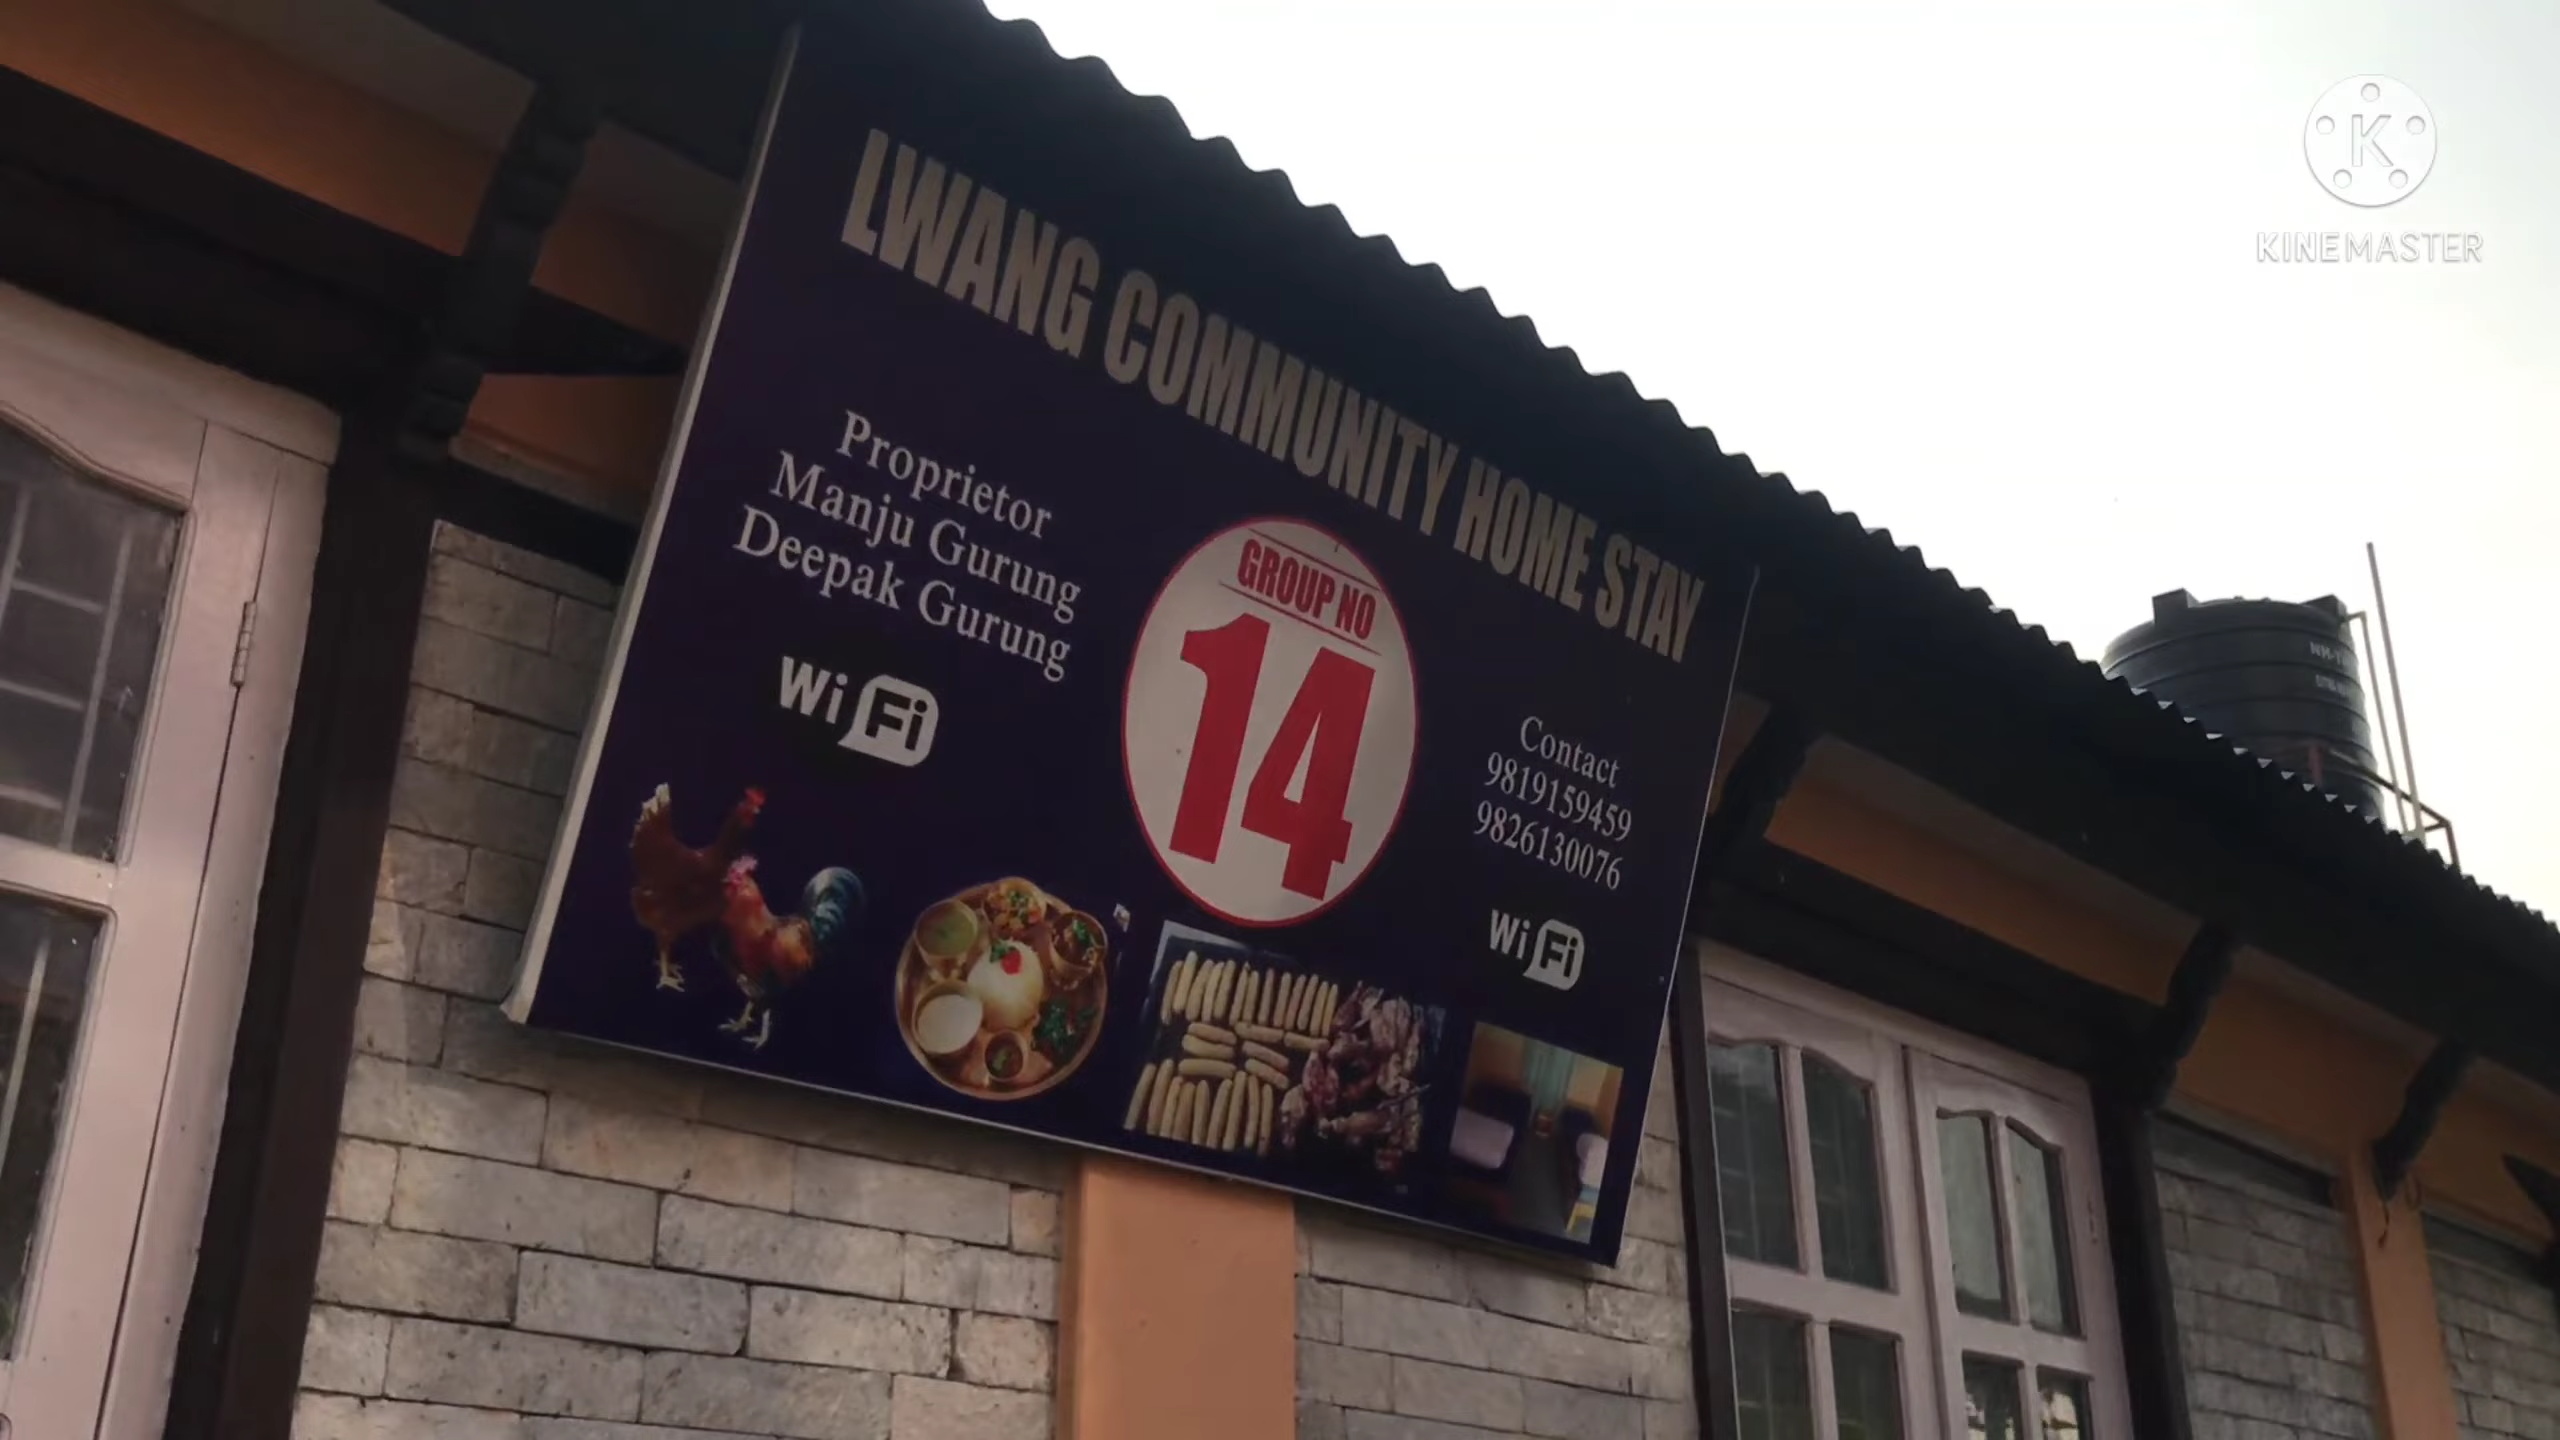 LWANG COMMUNITY HOME STAY
Proprietor
Manju Gurung
Deepak Gurung
WiFi
GROUP NO
14
Contact
9819159459
9826130076
WiFi
K
KINEMASTER